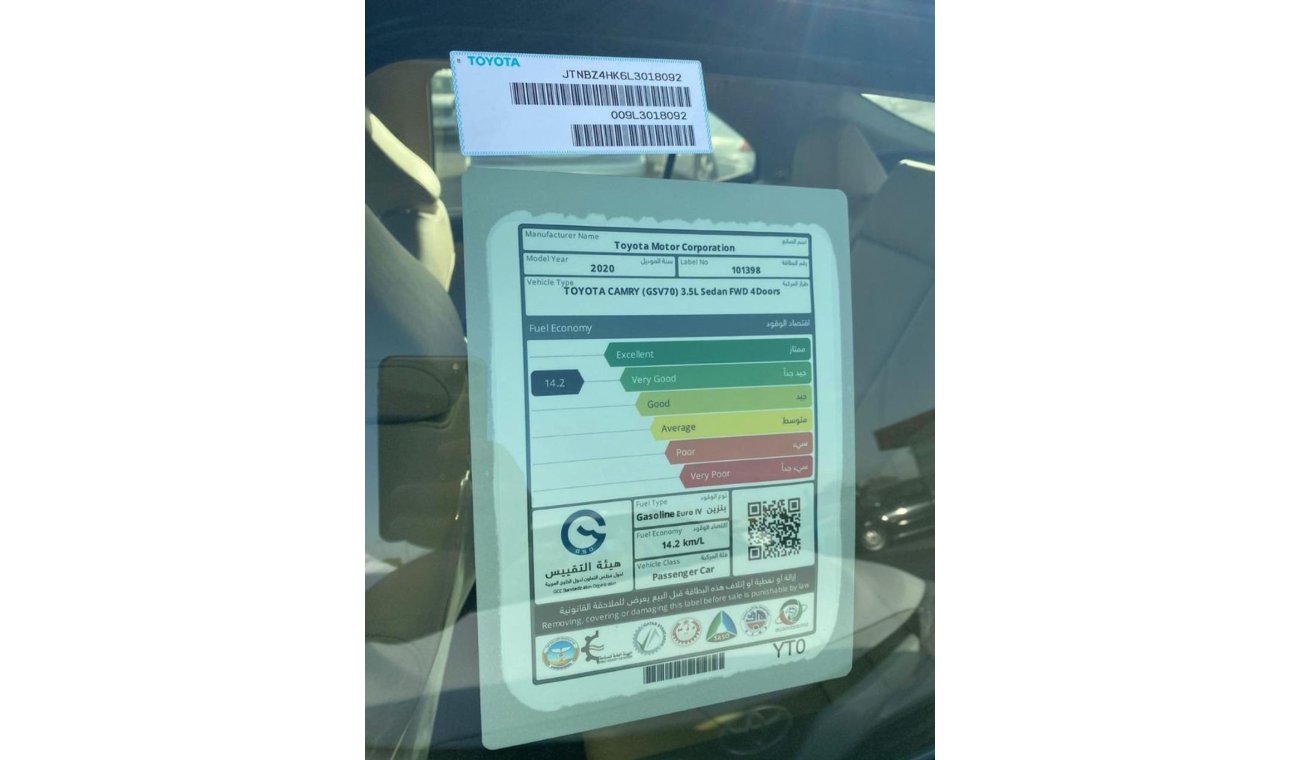 TOYOTA
JTNBZ4HK6L3018092
009L3018092
Manufacturer Name اسم الصانع
Toyota Motor Corporation
Model Year سنة الموديل Label No رقم البطاقة
2020 101398
Vehicle Type طراز المركبة
TOYOTA CAMRY (GSV70) 3.5L Sedan FWD 4Doors
Fuel Economy اقتصاد الوقود
Excellent ممتاز
14.2 Very Good جيد جداً
Good جيد
Average متوسط
Poor سيء
Very Poor سيء جداً
Fuel Type نوع الوقود
Gasoline Euro IV بنزين
Fuel Economy اقتصاد الوقود
14.2 km/L
Vehicle Class فئة المركبة
Passenger Car
GSO
هيئة التقييس
لدول مجلس التعاون لدول الخليج العربية
GCC Standardization Organization
إزالة أو تغطية أو إتلاف هذه البطاقة قبل البيع يعرض للملاحقة القانونية
Removing, covering or damaging this label before sale is punishable by law
SASO
YT0